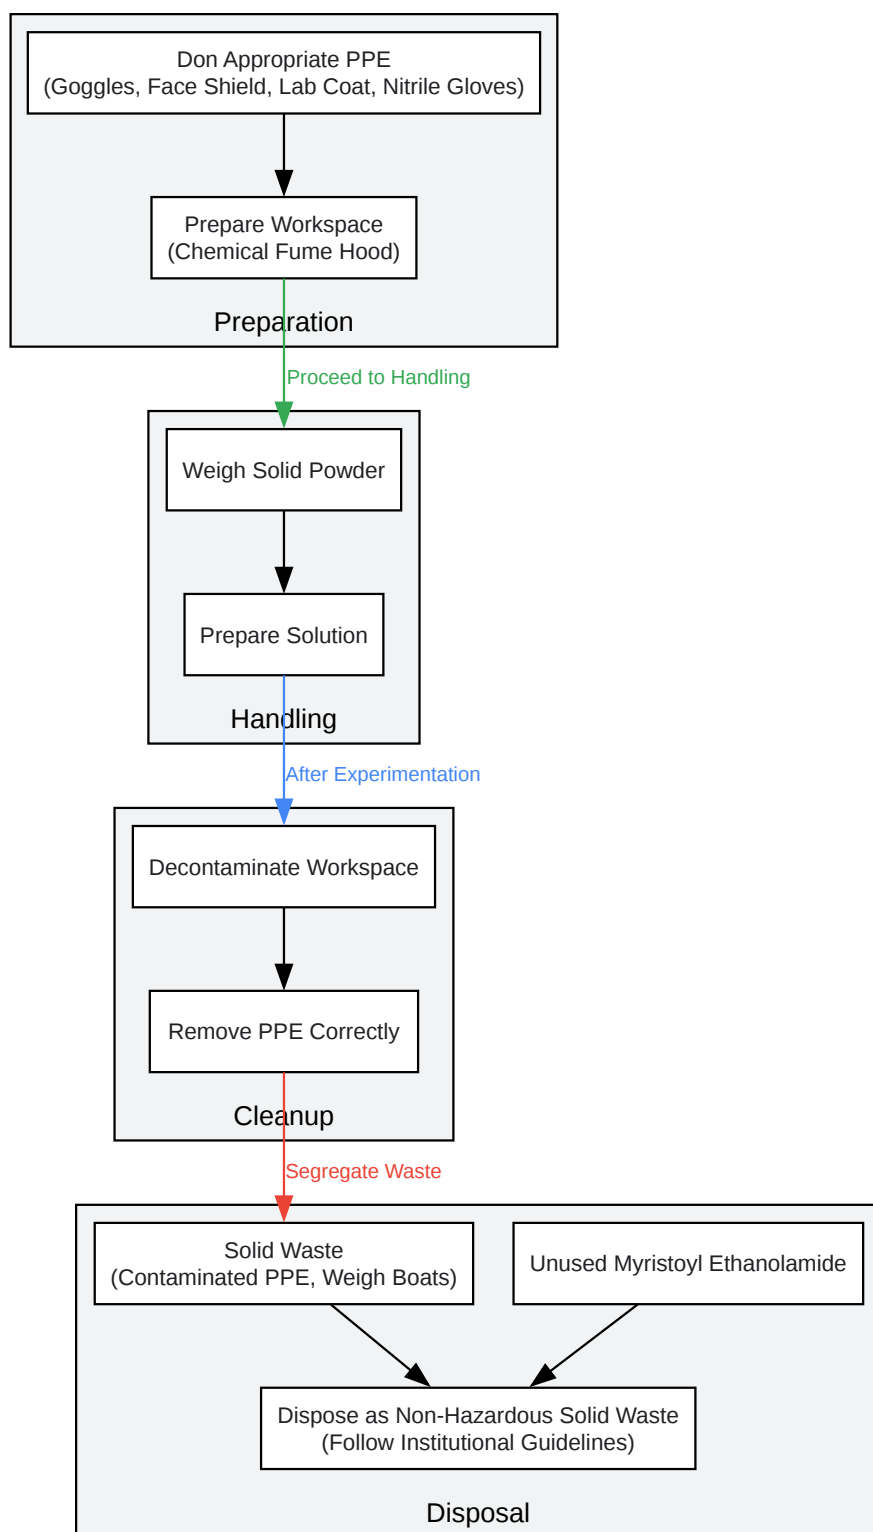 Don Appropriate PPE
(Goggles, Face Shield, Lab Coat, Nitrile Gloves)
Prepare Workspace
(Chemical Fume Hood)
Preparation
Proceed to Handling
Weigh Solid Powder
Prepare Solution
Handling
After Experimentation
Decontaminate Workspace
Remove PPE Correctly
Cleanup
Segregate Waste
Solid Waste
(Contaminated PPE, Weigh Boats)
Unused Myristoyl Ethanolamide
Dispose as Non-Hazardous Solid Waste
(Follow Institutional Guidelines)
Disposal